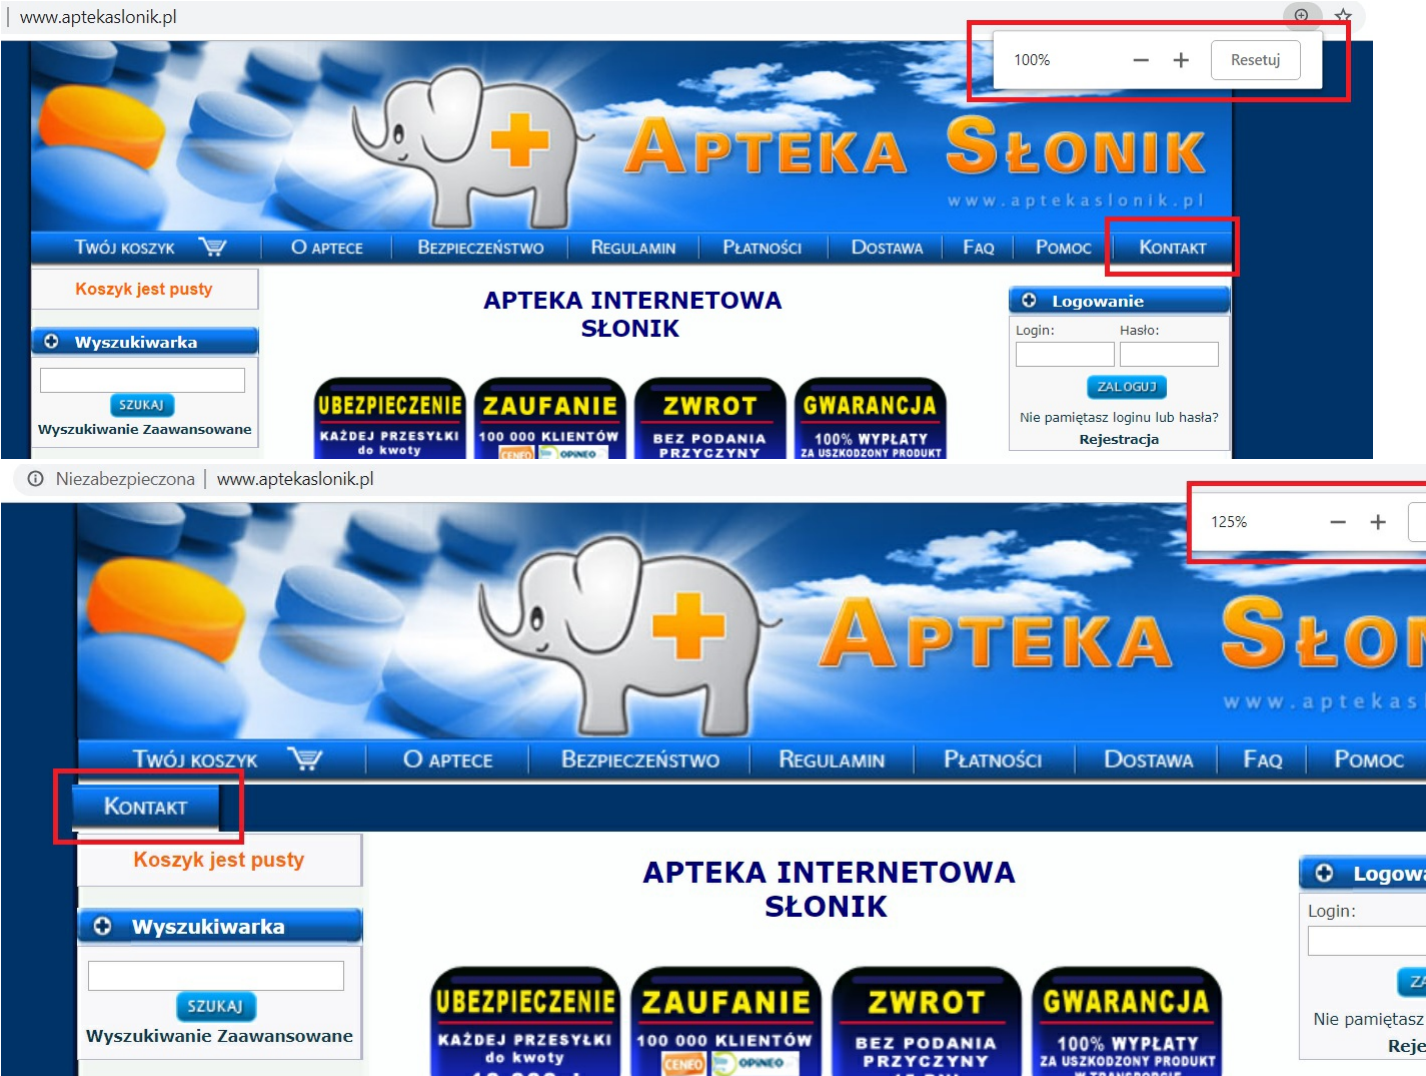 www.aptekaslonik.pl
100% Resetuj
APTEKA SŁONIK
www.aptekaslonik.pl
TWÓJ KOSZYK O APTECE BEZPIECZEŃSTWO REGULAMIN PŁATNOŚCI DOSTAWA FAQ POMOC KONTAKT
Koszyk jest pusty
Wyszukiwarka
SZUKAJ
Wyszukiwanie Zaawansowane
APTEKA INTERNETOWA
SŁONIK
UBEZPIECZENIE
KAŻDEJ PRZESYŁKI
do kwoty
ZAUFANIE
100 000 KLIENTÓW
CENEO OPINEO
ZWROT
BEZ PODANIA
PRZYCZYNY
GWARANCJA
100% WYPŁATY
ZA USZKODZONY PRODUKT
Logowanie
Login: Hasło:
ZALOGUJ
Nie pamiętasz loginu lub hasła?
Rejestracja
Niezabezpieczona | www.aptekaslonik.pl
125%
APTEKA SŁON
www.aptekas
TWÓJ KOSZYK O APTECE BEZPIECZEŃSTWO REGULAMIN PŁATNOŚCI DOSTAWA FAQ POMOC
KONTAKT
Koszyk jest pusty
Wyszukiwarka
SZUKAJ
Wyszukiwanie Zaawansowane
APTEKA INTERNETOWA
SŁONIK
UBEZPIECZENIE
KAŻDEJ PRZESYŁKI
do kwoty
ZAUFANIE
100 000 KLIENTÓW
CENEO OPINEO
ZWROT
BEZ PODANIA
PRZYCZYNY
GWARANCJA
100% WYPŁATY
ZA USZKODZONY PRODUKT
W TRANSPORCIE
Logowa
Login:
ZA
Nie pamiętasz
Reje